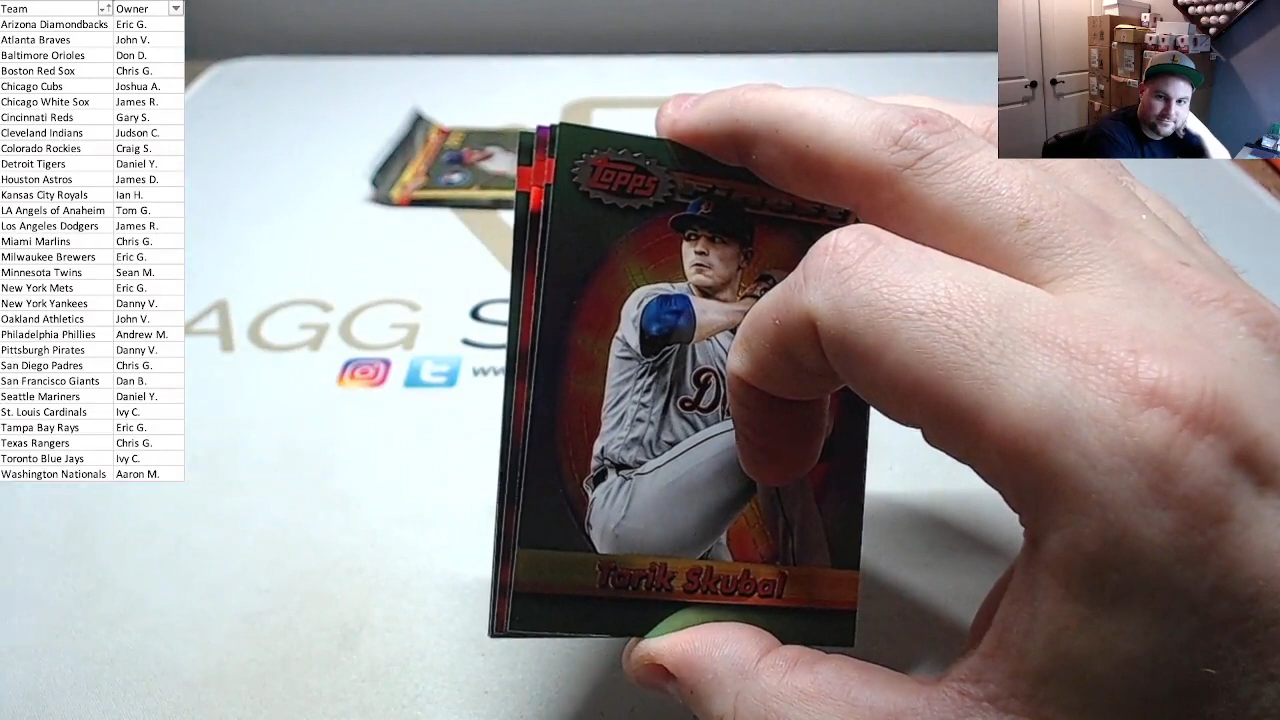 Team Owner
Arizona Diamondbacks Eric G.
Atlanta Braves John V.
Baltimore Orioles Don D.
Boston Red Sox Chris G.
Chicago Cubs Joshua A.
Chicago White Sox James R.
Cincinnati Reds Gary S.
Cleveland Indians Judson C.
Colorado Rockies Craig S.
Detroit Tigers Daniel Y.
Houston Astros James D.
Kansas City Royals Ian H.
LA Angels of Anaheim Tom G.
Los Angeles Dodgers James R.
Miami Marlins Chris G.
Milwaukee Brewers Eric G.
Minnesota Twins Sean M.
New York Mets Eric G.
New York Yankees Danny V.
Oakland Athletics John V.
Philadelphia Phillies Andrew M.
Pittsburgh Pirates Danny V.
San Diego Padres Chris G.
San Francisco Giants Dan B.
Seattle Mariners Daniel Y.
St. Louis Cardinals Ivy C.
Tampa Bay Rays Eric G.
Texas Rangers Chris G.
Toronto Blue Jays Ivy C.
Washington Nationals Aaron M.
Topps
AGG S
ww
D
Tarik Skubal